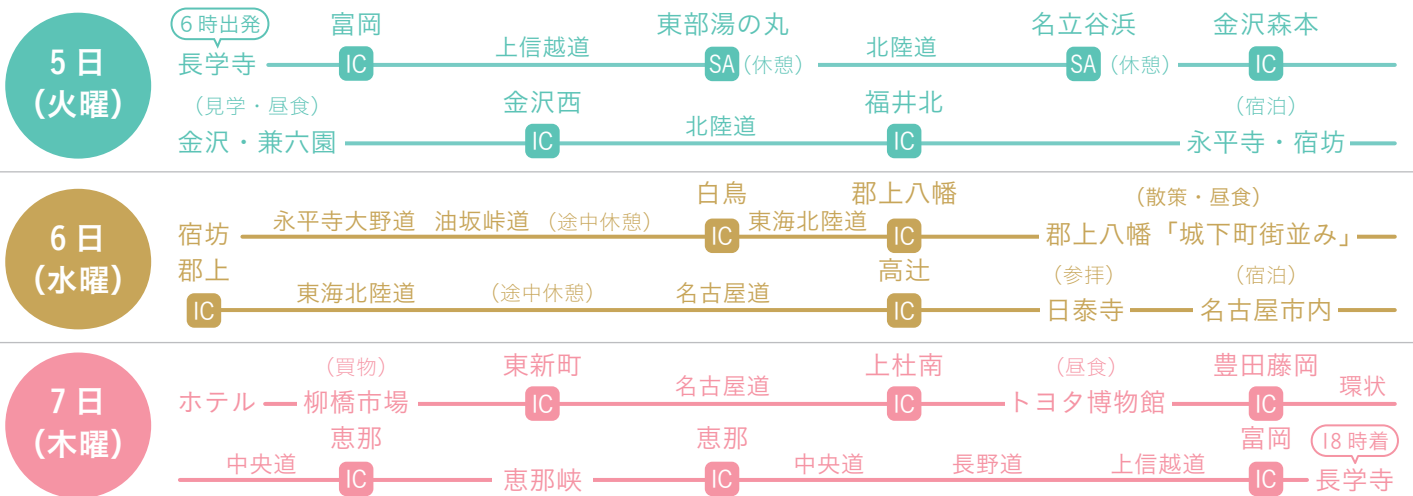 5日
(火曜)
6時出発
富岡
東部湯の丸
名立谷浜
金沢森本
長学寺 IC 上信越道 SA (休憩) 北陸道 SA (休憩) IC
(見学・昼食)
金沢西
福井北
(宿泊)
金沢・兼六園 IC 北陸道 IC 永平寺・宿坊
6日
(水曜)
白鳥
郡上八幡
(散策・昼食)
宿坊 永平寺大野道 油坂峠道 (途中休憩) IC 東海北陸道 IC 郡上八幡「城下町街並み」
郡上
高辻
(参拝)
(宿泊)
IC 東海北陸道 (途中休憩) 名古屋道 IC 日泰寺 名古屋市内
7日
(木曜)
(買物)
東新町
上社南
(昼食)
豊田藤岡
ホテル 柳橋市場 IC 名古屋道 IC トヨタ博物館 IC 環状
恵那
恵那
富岡
18時着
中央道 IC 恵那峡 IC 中央道 長野道 上信越道 IC 長学寺